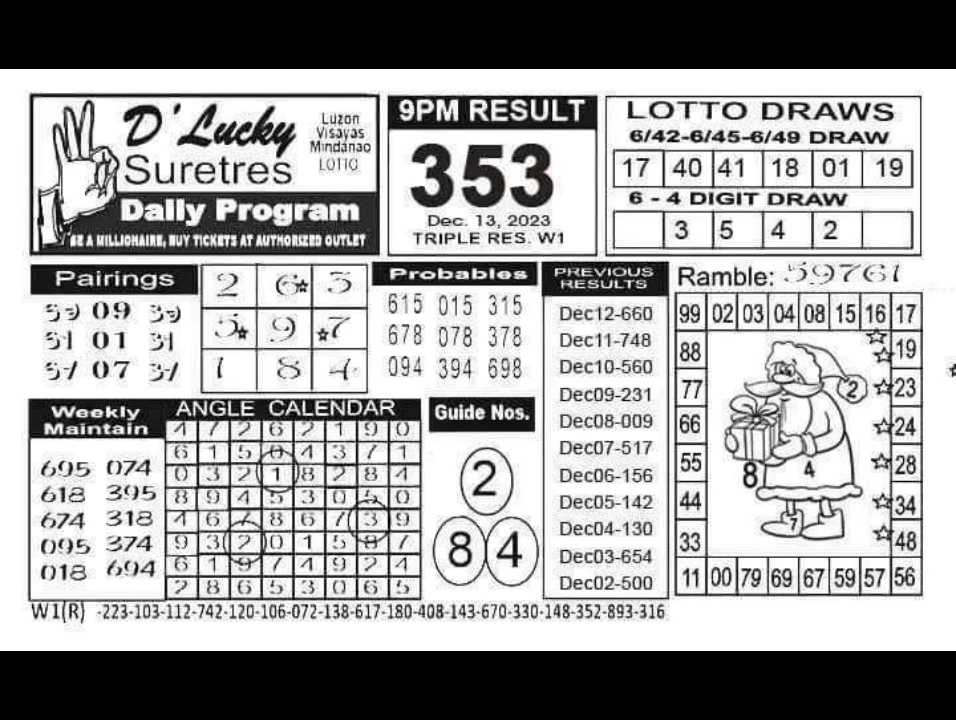 D' Lucky
Suretres
Luzon
Visayas
Mindanao
LOTTO
Daily Program
BE A MILLIONAIRE, BUY TICKETS AT AUTHORIZED OUTLET
9PM RESULT
353
Dec. 13, 2023
TRIPLE RES. W1
LOTTO DRAWS
6/42-6/45-6/49 DRAW
17 40 41 18 01 19
6 - 4 DIGIT DRAW
3 5 4 2
Pairings
09
01
07
2 6 3
5 9 7
1 8 4
Probables
615 015 315
678 078 378
094 394 698
PREVIOUS
RESULTS
Dec12-660
Dec11-748
Dec10-560
Dec09-231
Dec08-009
Dec07-517
Dec06-156
Dec05-142
Dec04-130
Dec03-654
Dec02-500
Ramble: 59761
99 02 03 04 08 15 16 17
88 19
77 2 23
66 24
55 8 4 28
44 34
33 7 48
11 00 79 69 67 59 57 56
Weekly
Maintain
695 074
618 395
674 318
095 374
018 694
ANGLE CALENDAR
4 7 2 6 2 1 9 0
6 1 5 0 4 3 7 1
0 3 2 1 8 2 8 4
8 9 4 5 3 0 5 0
4 6 7 8 6 7 3 9
9 3 2 0 1 5 8 7
6 1 9 7 4 9 2 4
2 8 6 5 3 0 6 5
Guide Nos.
2
8 4
W1(R) -223-103-112-742-120-106-072-138-617-180-408-143-670-330-148-352-893-316